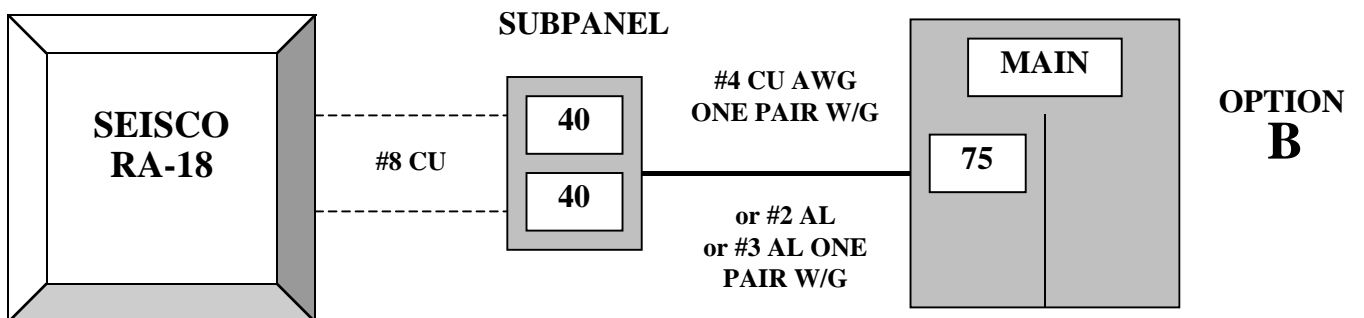 SEISCO
RA-18
#8 CU
SUBPANEL
40
40
#4 CU AWG
ONE PAIR W/G
or #2 AL
or #3 AL ONE
PAIR W/G
MAIN
75
OPTION
B